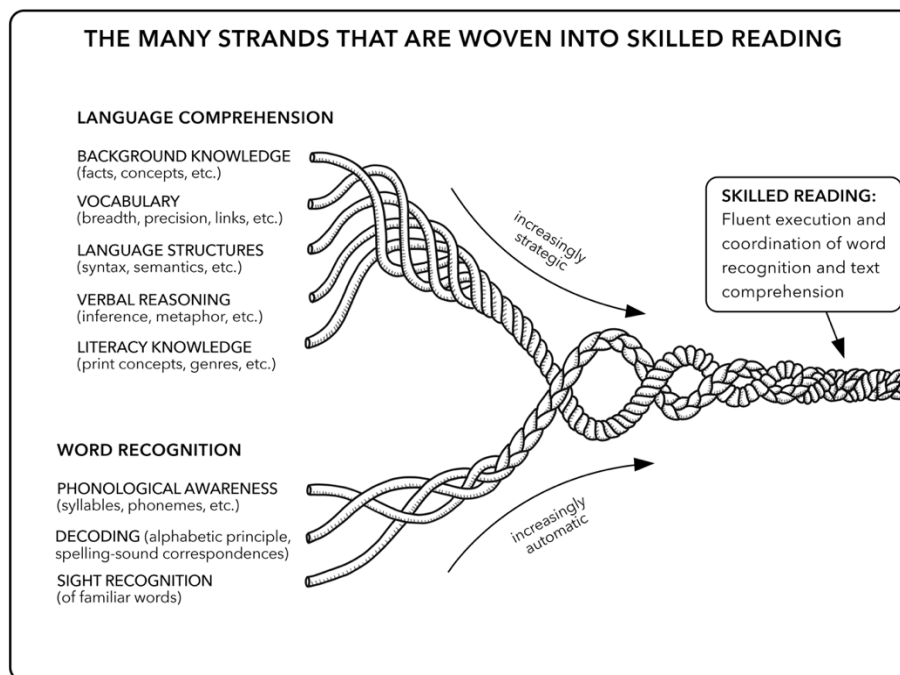 THE MANY STRANDS THAT ARE WOVEN INTO SKILLED READING
LANGUAGE COMPREHENSION
BACKGROUND KNOWLEDGE
(facts, concepts, etc.)
VOCABULARY
(breadth, precision, links, etc.)
LANGUAGE STRUCTURES
(syntax, semantics, etc.)
VERBAL REASONING
(inference, metaphor, etc.)
LITERACY KNOWLEDGE
(print concepts, genres, etc.)
increasingly
strategic
SKILLED READING:
Fluent execution and
coordination of word
recognition and text
comprehension
WORD RECOGNITION
PHONOLOGICAL AWARENESS
(syllables, phonemes, etc.)
DECODING (alphabetic principle,
spelling-sound correspondences)
SIGHT RECOGNITION
(of familiar words)
increasingly
automatic